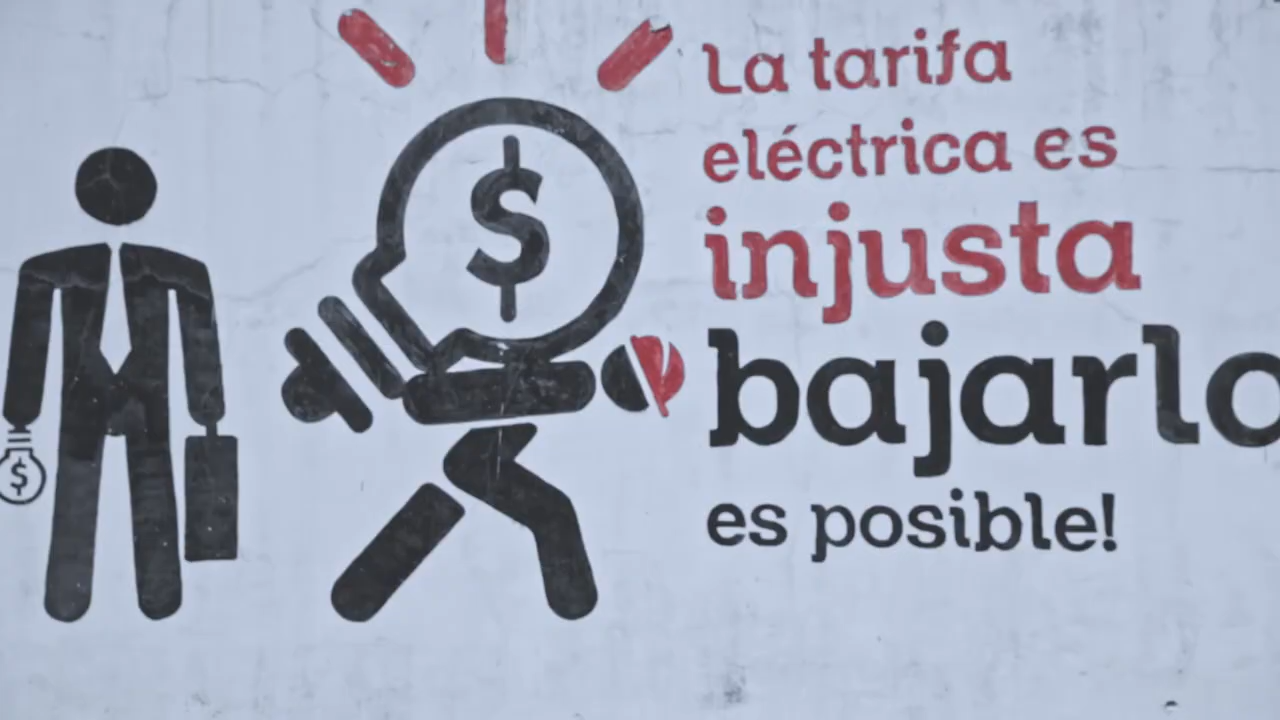 La tarifa
eléctrica es
injusta
bajarlo
es posible!
$
$